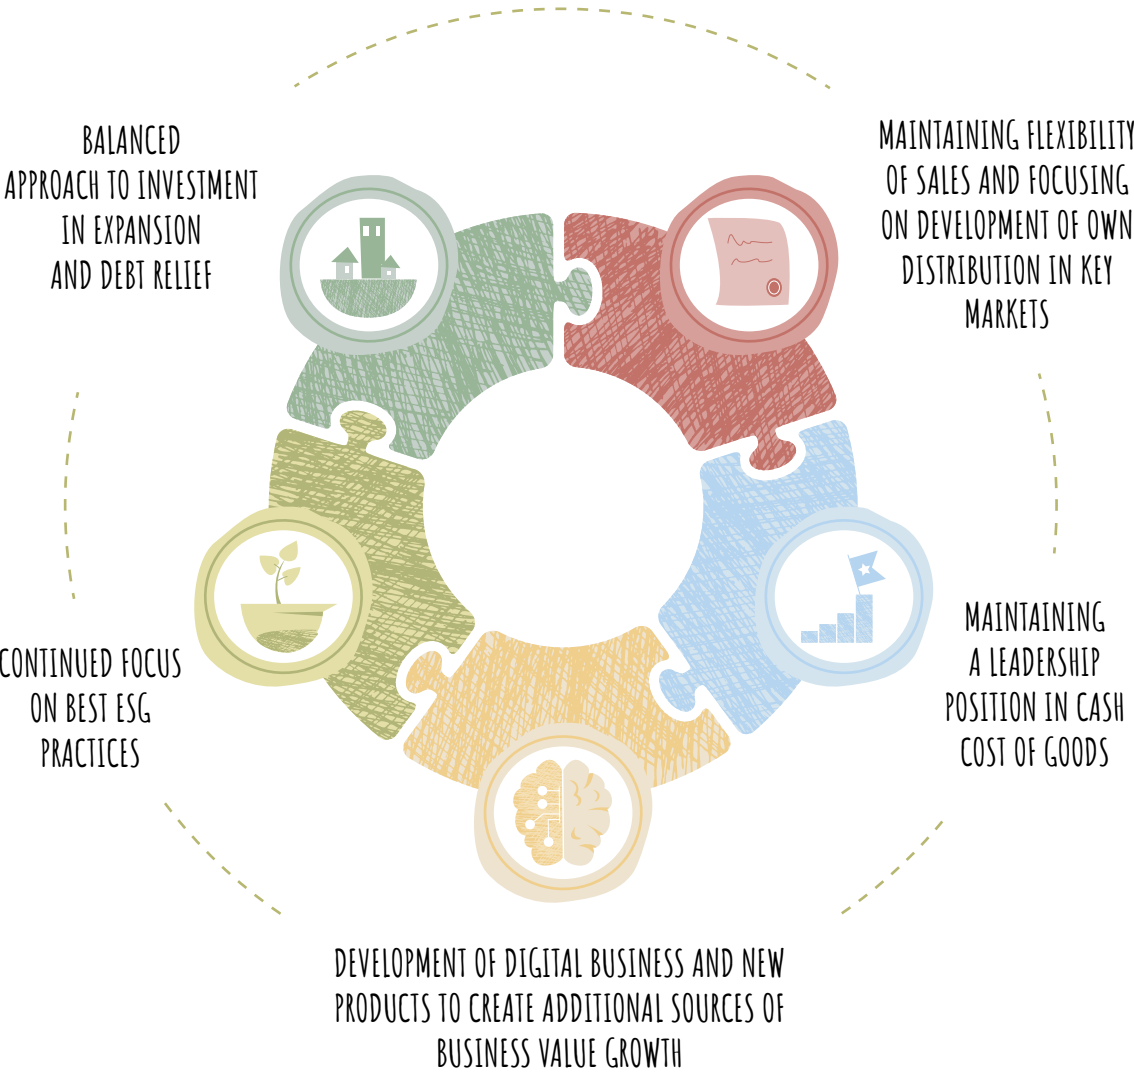 BALANCED
APPROACH TO INVESTMENT
IN EXPANSION
AND DEBT RELIEF
MAINTAINING FLEXIBILITY
OF SALES AND FOCUSING
ON DEVELOPMENT OF OWN
DISTRIBUTION IN KEY
MARKETS
CONTINUED FOCUS
ON BEST ESG
PRACTICES
MAINTAINING
A LEADERSHIP
POSITION IN CASH
COST OF GOODS
DEVELOPMENT OF DIGITAL BUSINESS AND NEW
PRODUCTS TO CREATE ADDITIONAL SOURCES OF
BUSINESS VALUE GROWTH